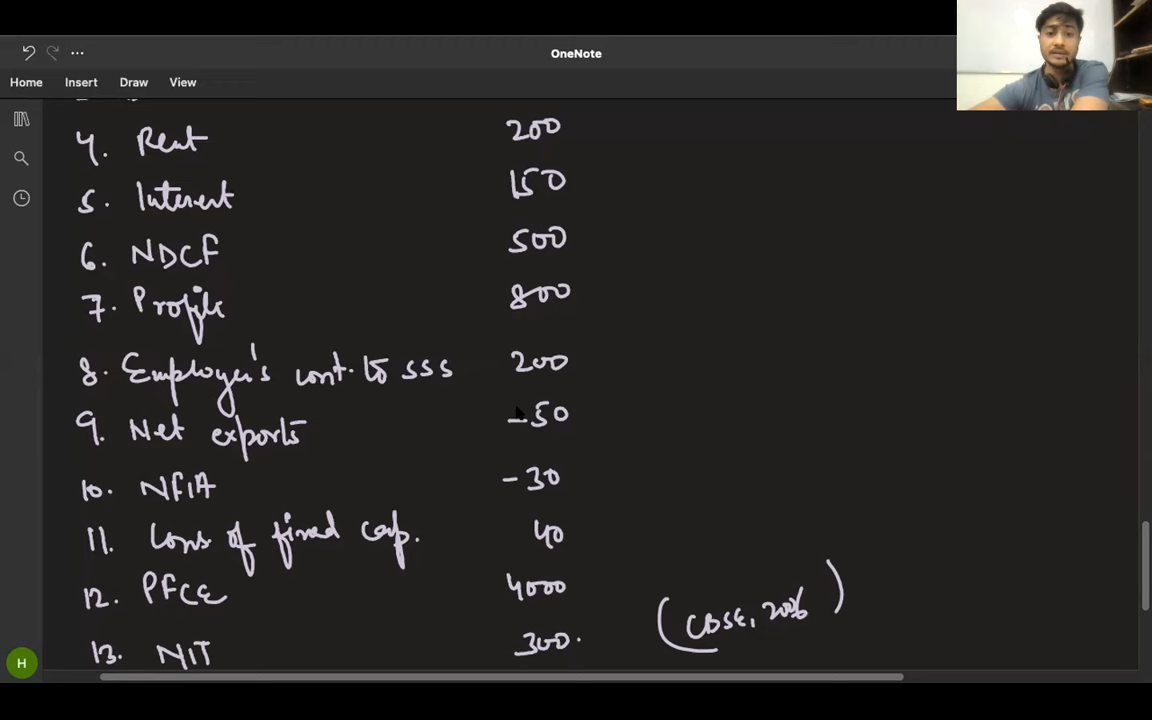 OneNote
Home Insert Draw View
4. Rent 200
5. Interest 150
6. NDCF 500
7. Profits 800
8. Employer's cont. to SSS 200
9. Net exports -50
10. NFIA -30
11. Cons of fixed cap. 40
12. PFCE 4000
13. NIT 300.
(CBSE, 2006)
H